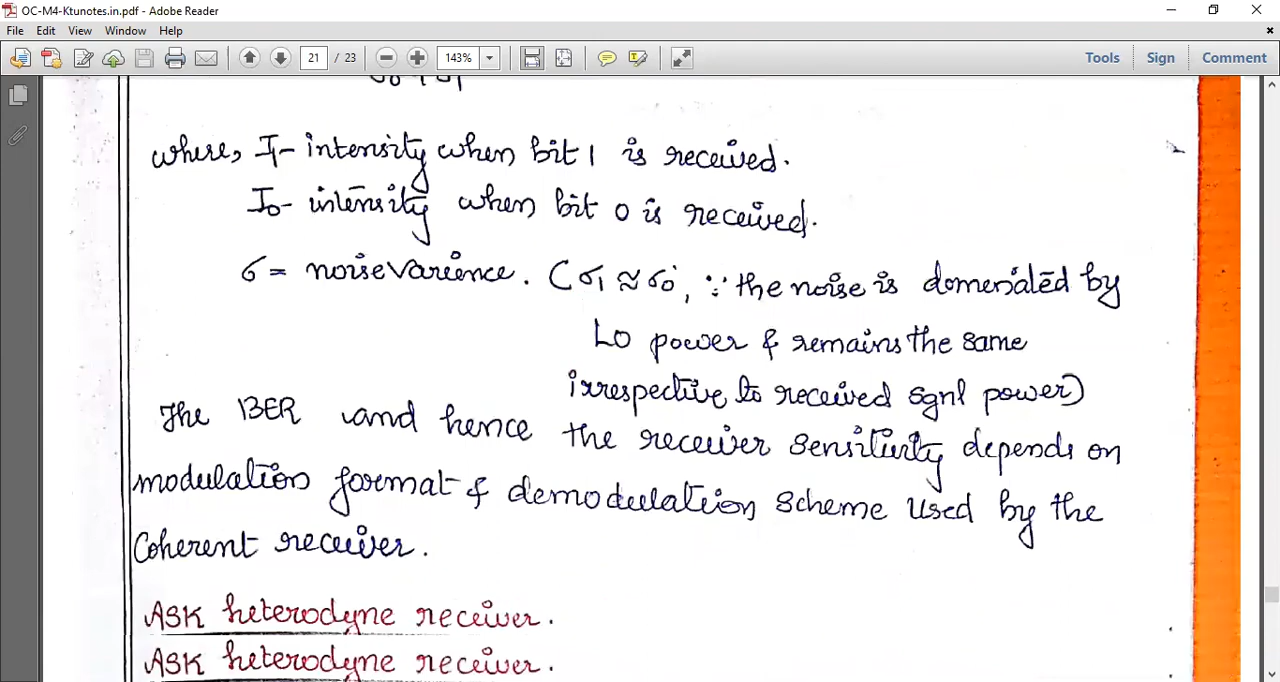 OC-M4-Ktunotes.in.pdf - Adobe Reader
File Edit View Window Help
21 / 23 143% Tools Sign Comment
where, I1- intensity when bit 1 is received.
I0- intensity when bit 0 is received.
σ = noise varience. (σ1 ≈ σ0, ∵ the noise is domenated by
LO power & remains the same
irrespective to received sgnl power)
The BER and hence the receiver sensitivity depends on
modulation format & demodulation scheme used by the
Coherent receiver.
ASK heterodyne receiver.
ASK heterodyne receiver.